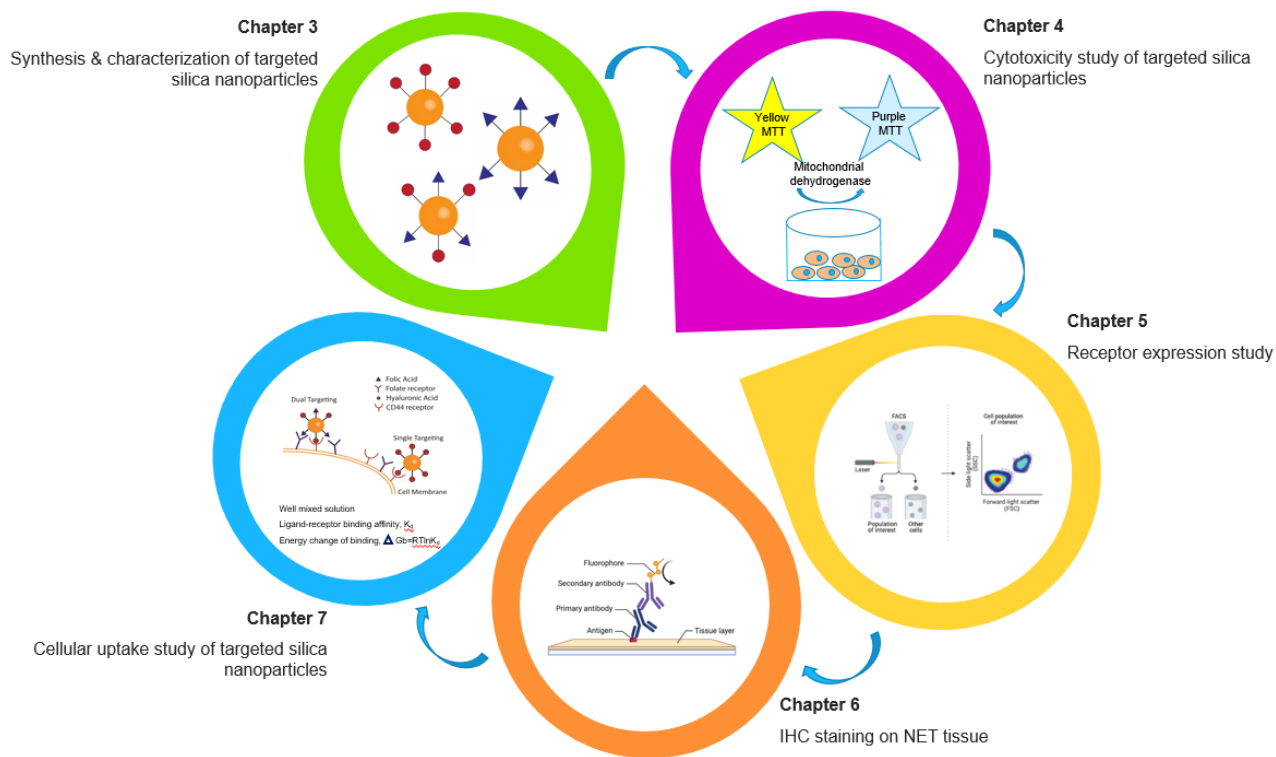 Chapter 3
Synthesis & characterization of targeted
silica nanoparticles
Chapter 4
Cytotoxicity study of targeted silica
nanoparticles
Yellow
MTT
Purple
MTT
Mitochondrial
dehydrogenase
Chapter 5
Receptor expression study
FACS
Laser
Population
of interest
Other
cells
Cell population
of interest
Side light scatter
(SSC)
Forward light scatter
(FSC)
Chapter 6
IHC staining on NET tissue
Fluorophore
Secondary antibody
Primary antibody
Antigen
Tissue layer
Chapter 7
Cellular uptake study of targeted silica
nanoparticles
Folic Acid
Folate receptor
Hyaluronic Acid
CD44 receptor
Dual Targeting
Single Targeting
Cell Membrane
Well mixed solution
Ligand-receptor binding affinity, Kd
Energy change of binding, ΔGb=RTlnKd